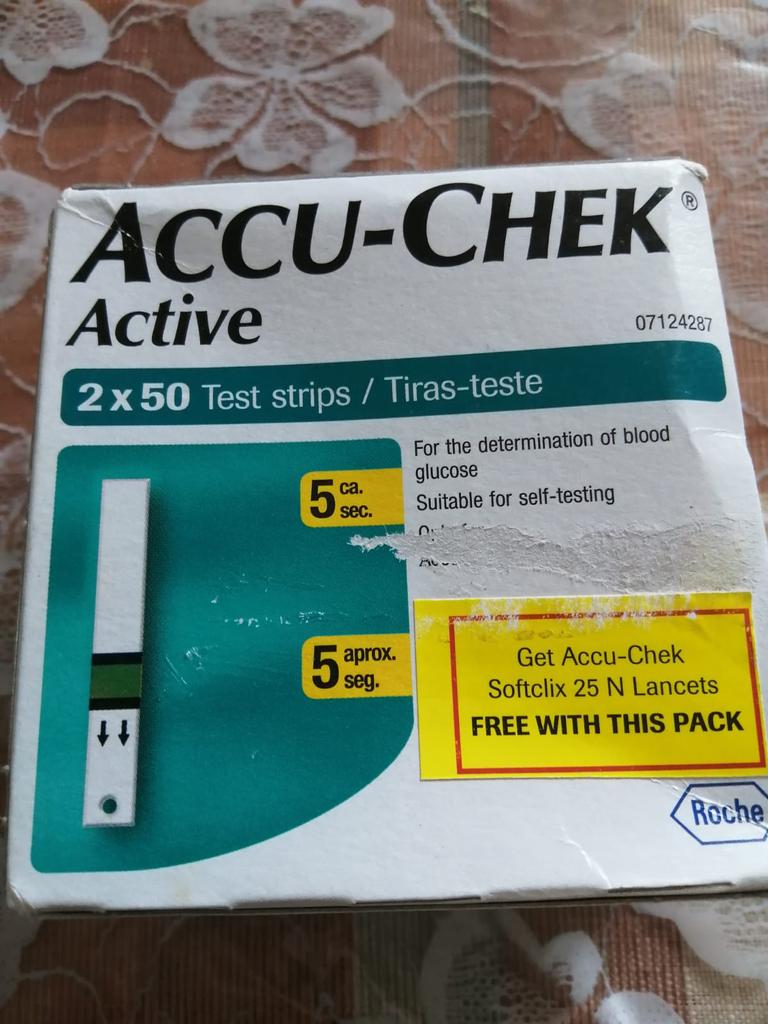 ACCU-CHEK®
Active
07124287
2 x 50 Test strips / Tiras-teste
For the determination of blood
glucose
Suitable for self-testing
5 ca.
sec.
5 aprox.
seg.
Get Accu-Chek
Softclix 25 N Lancets
FREE WITH THIS PACK
Roche